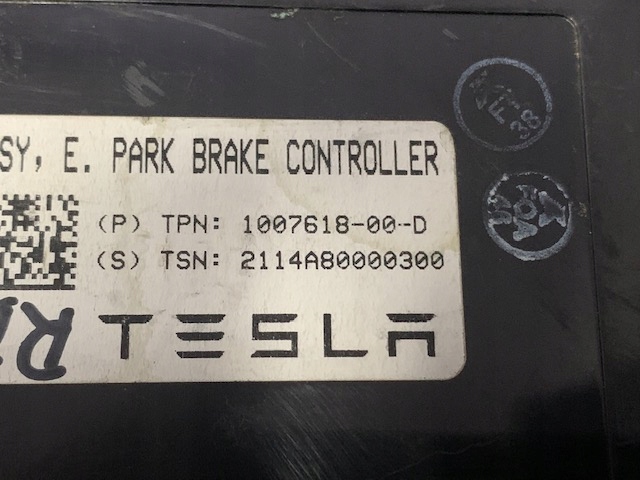 SY, E. PARK BRAKE CONTROLLER
(P) TPN: 1007618-00-D
(S) TSN: 2114A80000300
TESLA